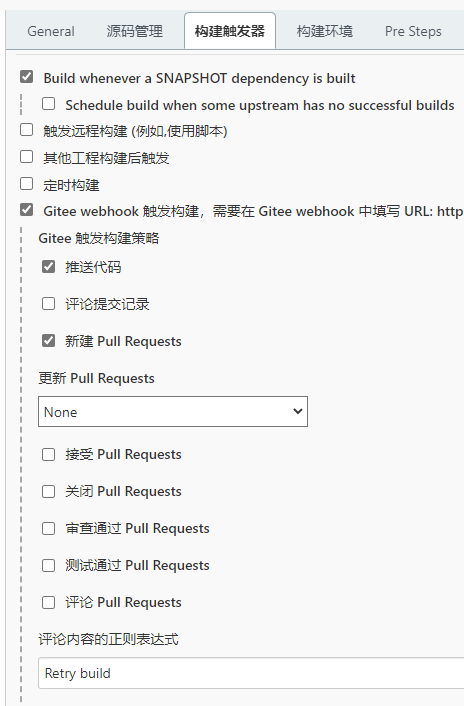 General 源码管理 构建触发器 构建环境 Pre Steps
Build whenever a SNAPSHOT dependency is built
Schedule build when some upstream has no successful builds
触发远程构建 (例如,使用脚本)
其他工程构建后触发
定时构建
Gitee webhook 触发构建，需要在 Gitee webhook 中填写 URL: http
Gitee 触发构建策略
推送代码
评论提交记录
新建 Pull Requests
更新 Pull Requests
None
接受 Pull Requests
关闭 Pull Requests
审查通过 Pull Requests
测试通过 Pull Requests
评论 Pull Requests
评论内容的正则表达式
Retry build